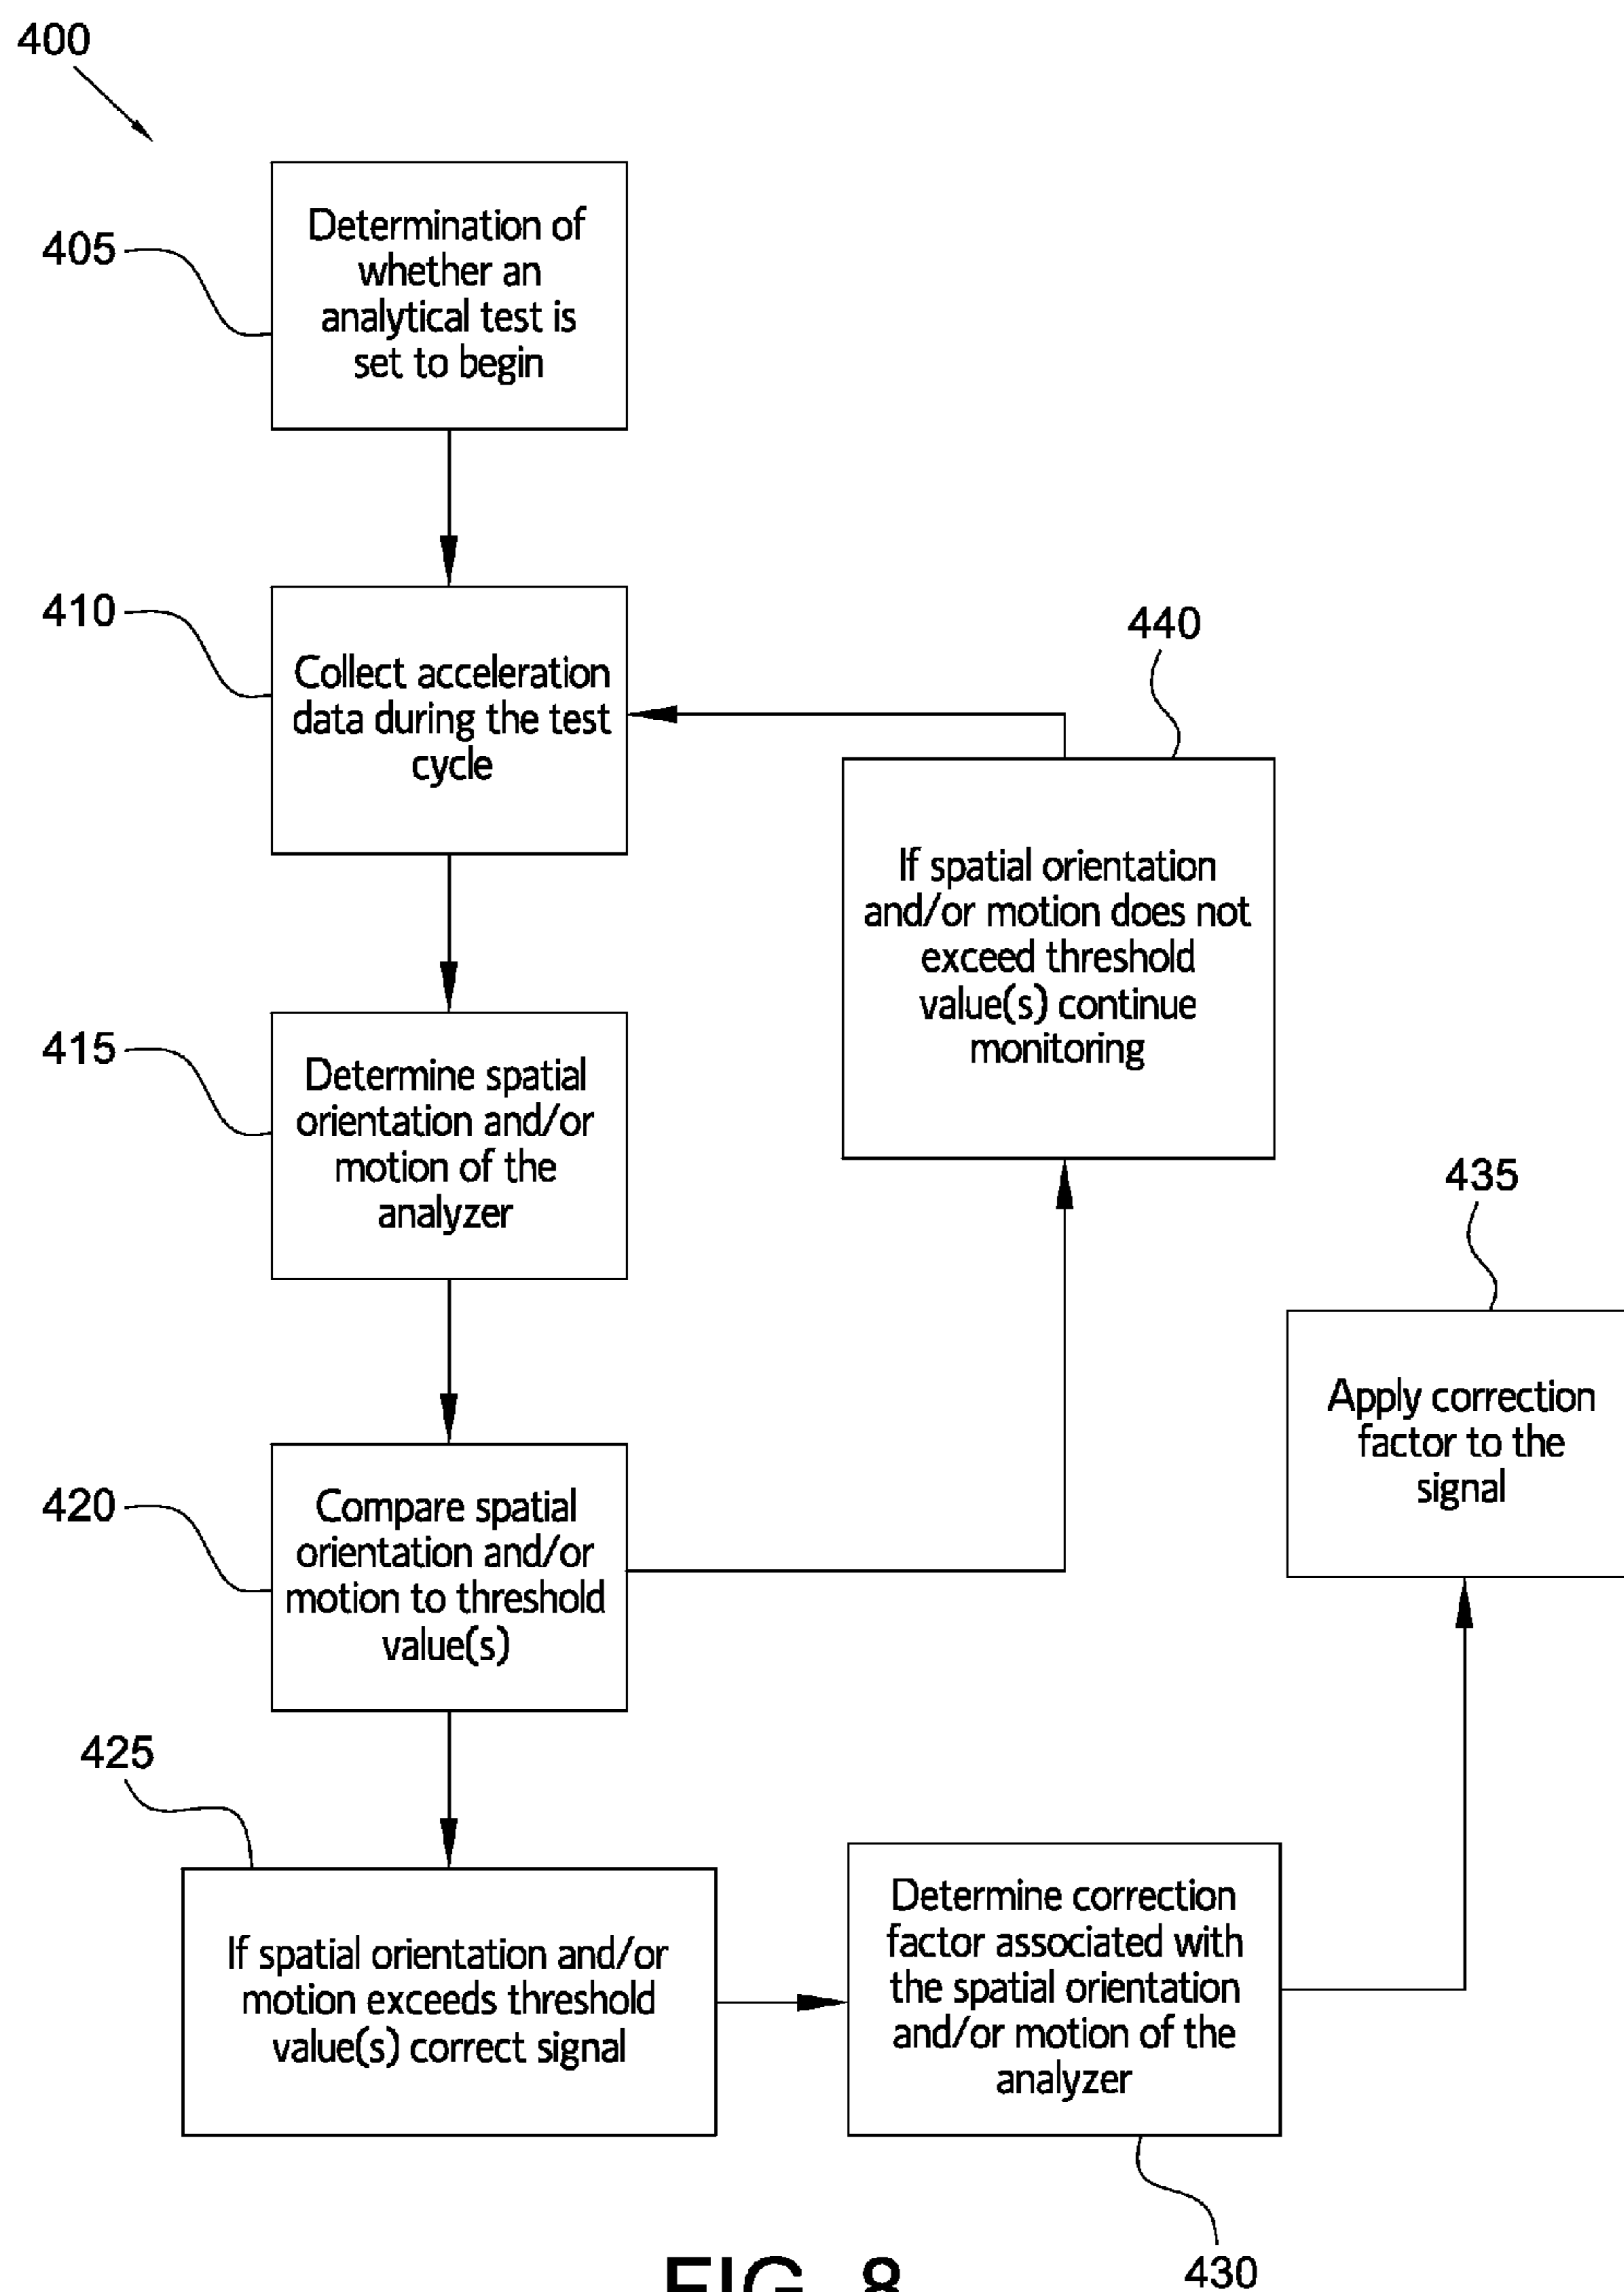 400
405
Determination of
whether an
analytical test is
set to begin
410
Collect acceleration
data during the test
cycle
440
If spatial orientation
and/or motion does not
exceed threshold
value(s) continue
monitoring
415
Determine spatial
orientation and/or
motion of the
analyzer
435
Apply correction
factor to the
signal
420
Compare spatial
orientation and/or
motion to threshold
value(s)
425
If spatial orientation and/or
motion exceeds threshold
value(s) correct signal
Determine correction
factor associated with
the spatial orientation
and/or motion of the
analyzer
430
FIG. 8